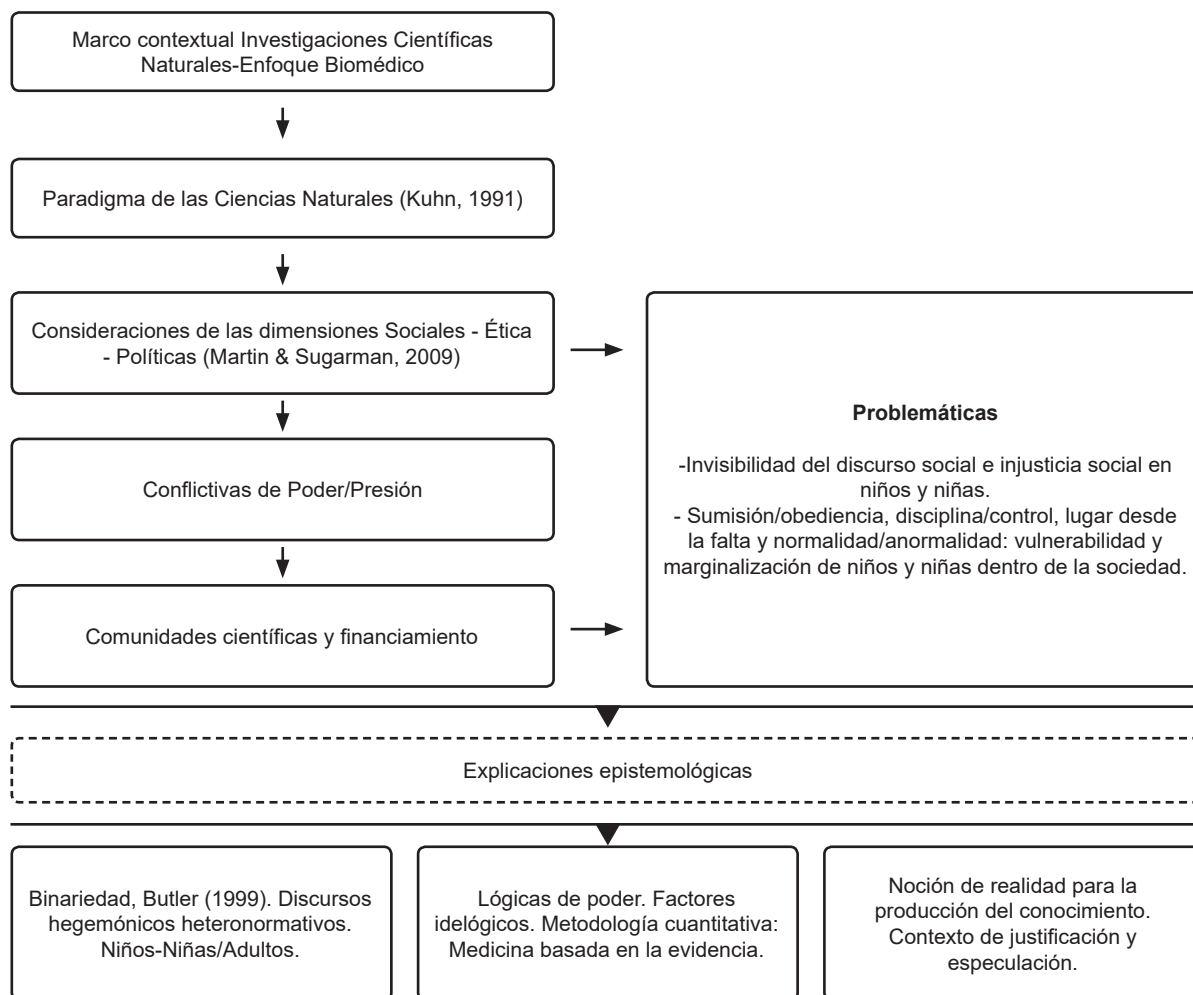 Marco contextual Investigaciones Científicas
Naturales-Enfoque Biomédico
Paradigma de las Ciencias Naturales (Kuhn, 1991)
Consideraciones de las dimensiones Sociales - Ética
- Políticas (Martin & Sugarman, 2009)
Conflictivas de Poder/Presión
Comunidades científicas y financiamiento
Problemáticas
-Invisibilidad del discurso social e injusticia social en
niños y niñas.
- Sumisión/obediencia, disciplina/control, lugar desde
la falta y normalidad/anormalidad: vulnerabilidad y
marginalización de niños y niñas dentro de la sociedad.
Explicaciones epistemológicas
Binariedad, Butler (1999). Discursos
hegemónicos heteronormativos.
Niños-Niñas/Adultos.
Lógicas de poder. Factores
idelógicos. Metodología cuantitativa:
Medicina basada en la evidencia.
Noción de realidad para la
producción del conocimiento.
Contexto de justificación y
especulación.